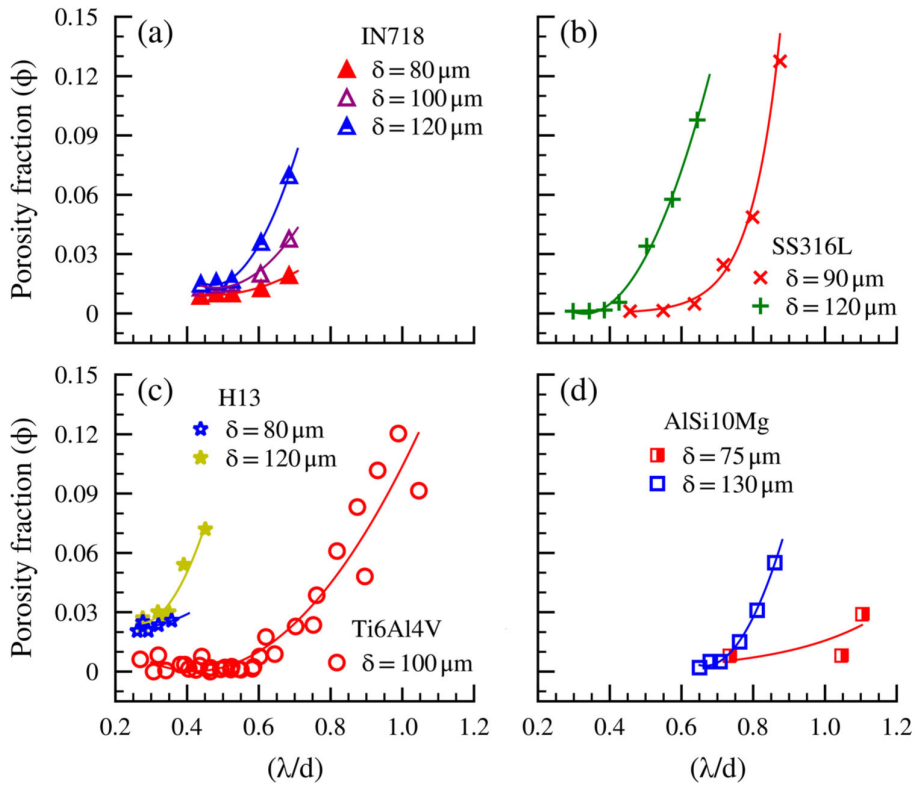 0.15
(a)
IN718
δ = 80 μm
δ = 100 μm
δ = 120 μm
0.12
0.09
0.06
0.03
0
Porosity fraction (ϕ)
(b)
SS316L
δ = 90 μm
δ = 120 μm
0.15
(c)
H13
δ = 80 μm
δ = 120 μm
0.12
0.09
0.06
0.03
0
Porosity fraction (ϕ)
Ti6Al4V
δ = 100 μm
0.2 0.4 0.6 0.8 1.0 1.2
(λ/d)
(d)
AlSi10Mg
δ = 75 μm
δ = 130 μm
0.2 0.4 0.6 0.8 1.0 1.2
(λ/d)